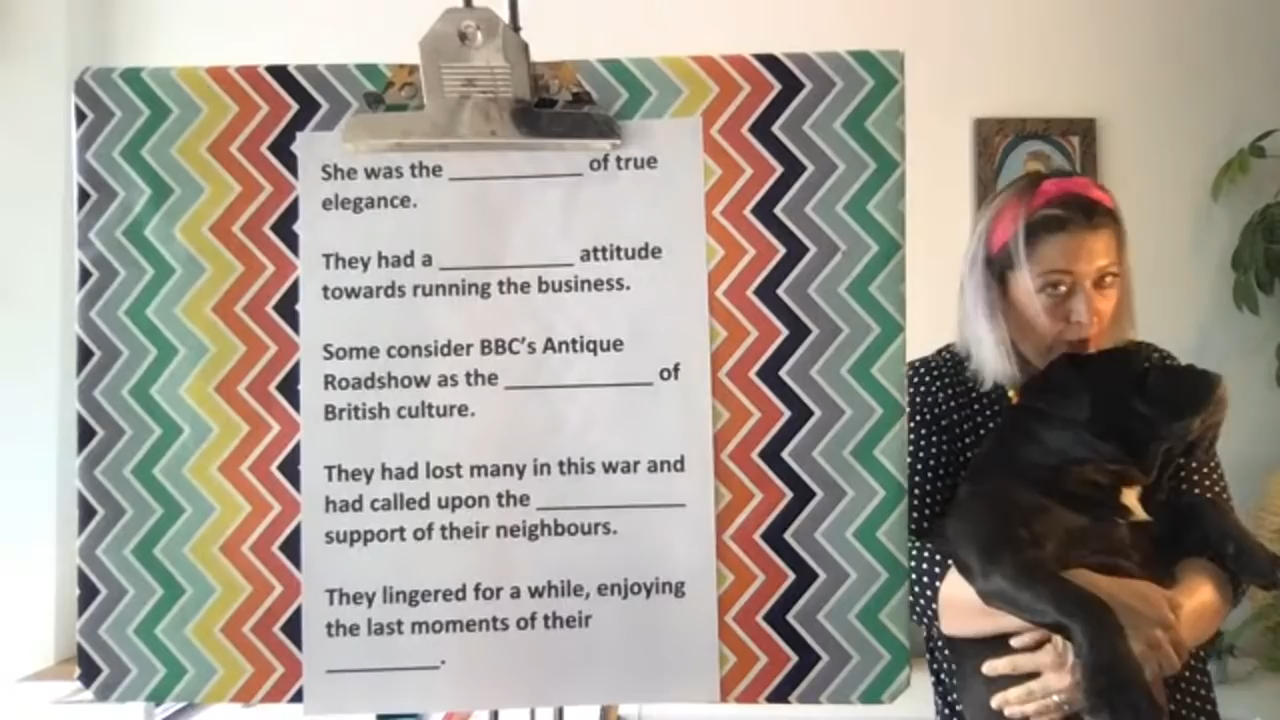 She was the ____________ of true
elegance.
They had a ____________ attitude
towards running the business.
Some consider BBC's Antique
Roadshow as the _____________ of
British culture.
They had lost many in this war and
had called upon the _____________
support of their neighbours.
They lingered for a while, enjoying
the last moments of their
__________.